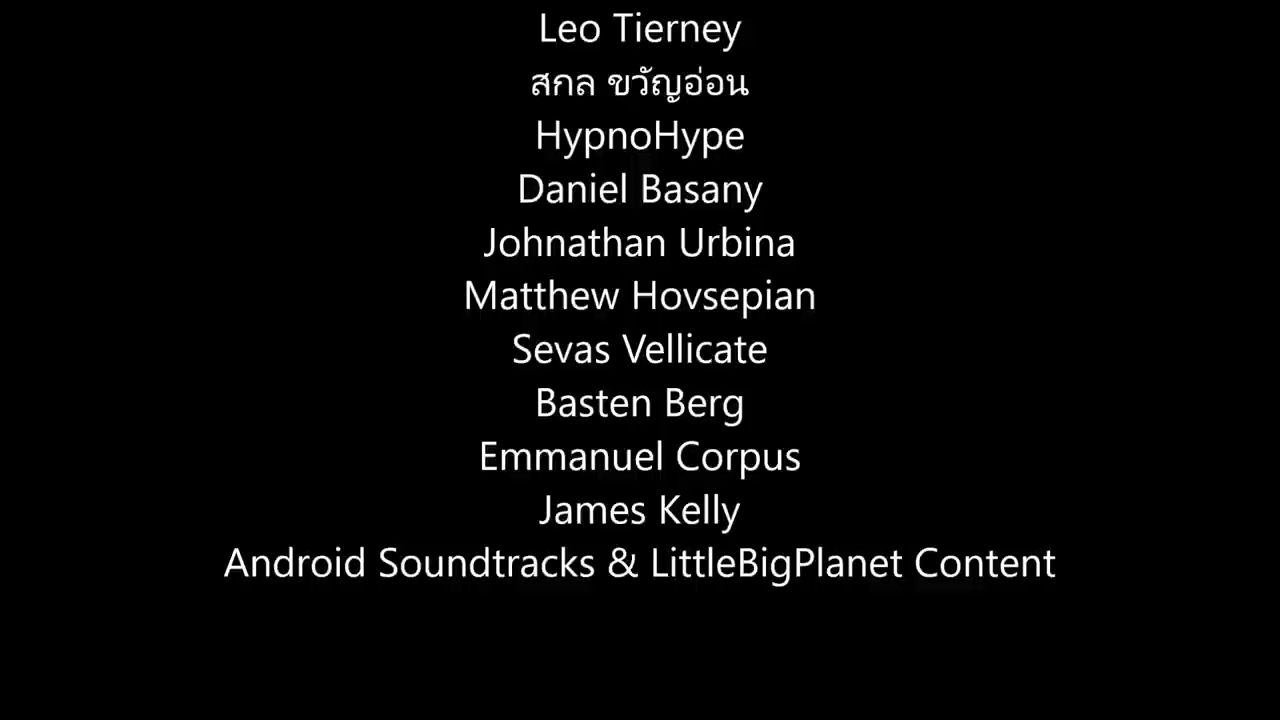 Leo Tierney
สกล ขวัญอ่อน
HypnoHype
Daniel Basany
Johnathan Urbina
Matthew Hovsepian
Sevas Vellicate
Basten Berg
Emmanuel Corpus
James Kelly
Android Soundtracks & LittleBigPlanet Content